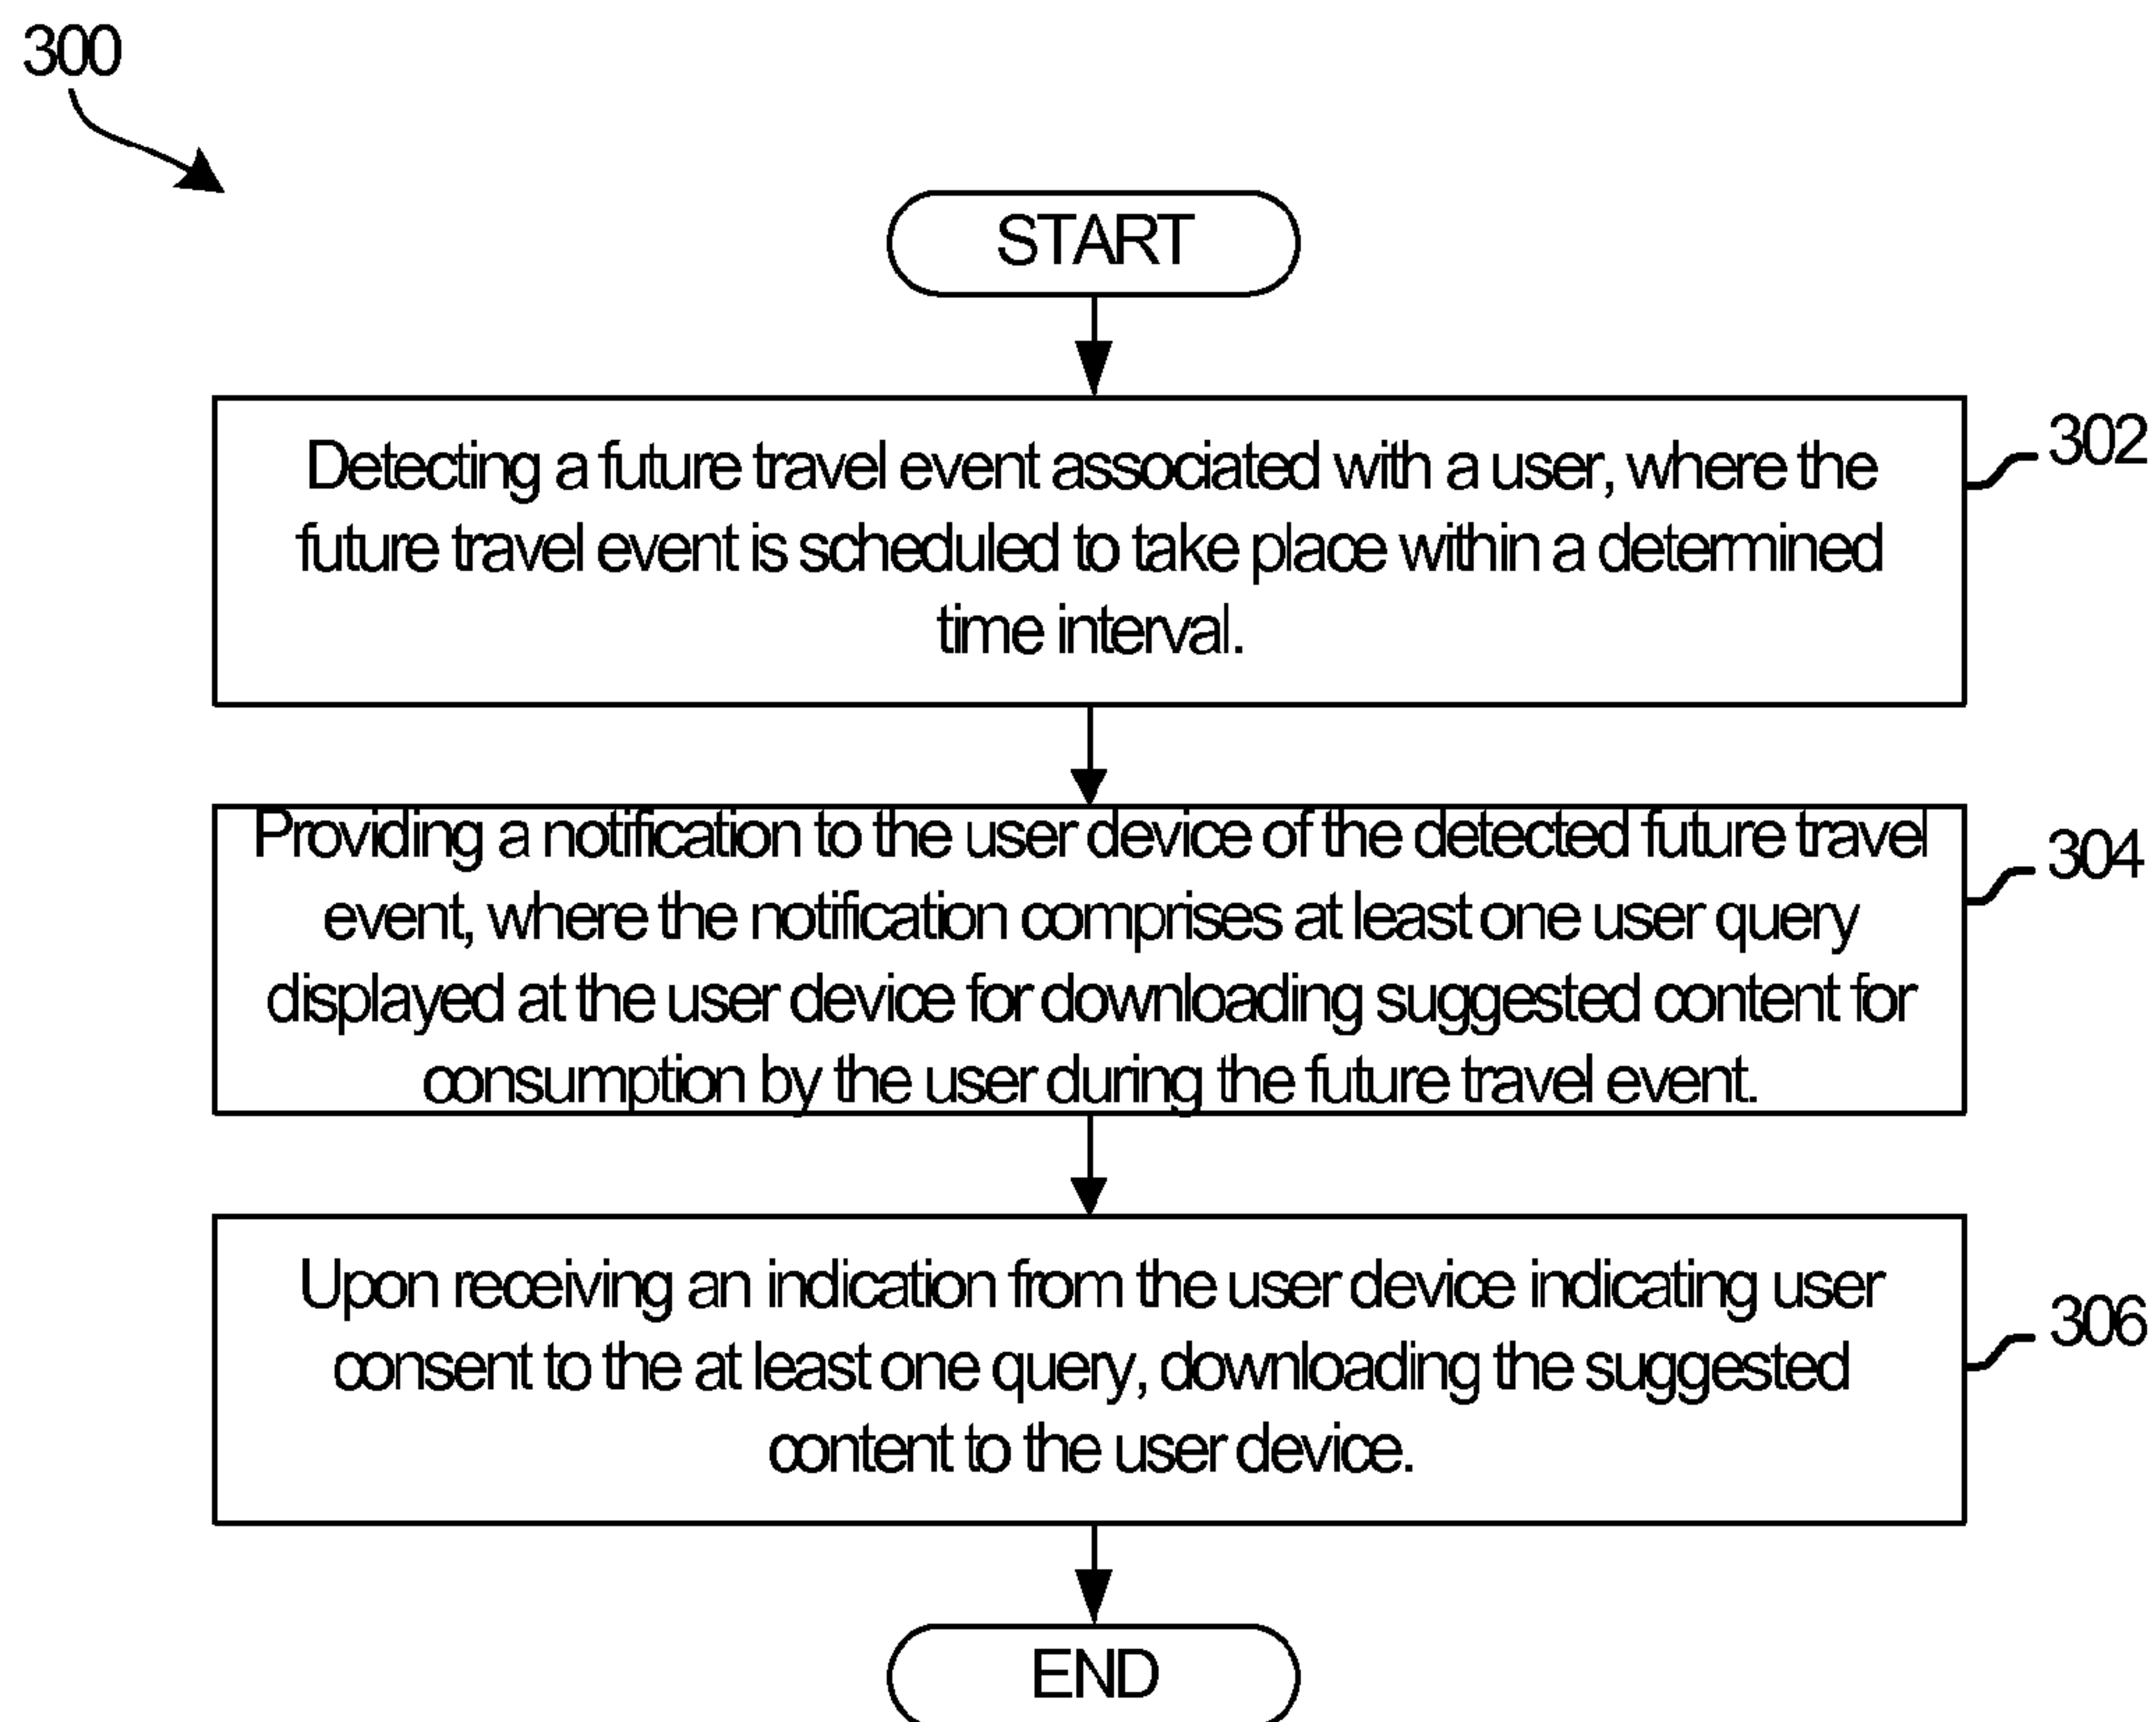 300
START
Detecting a future travel event associated with a user, where the
future travel event is scheduled to take place within a determined
time interval.
302
Providing a notification to the user device of the detected future travel
event, where the notification comprises at least one user query
displayed at the user device for downloading suggested content for
consumption by the user during the future travel event.
304
Upon receiving an indication from the user device indicating user
consent to the at least one query, downloading the suggested
content to the user device.
306
END